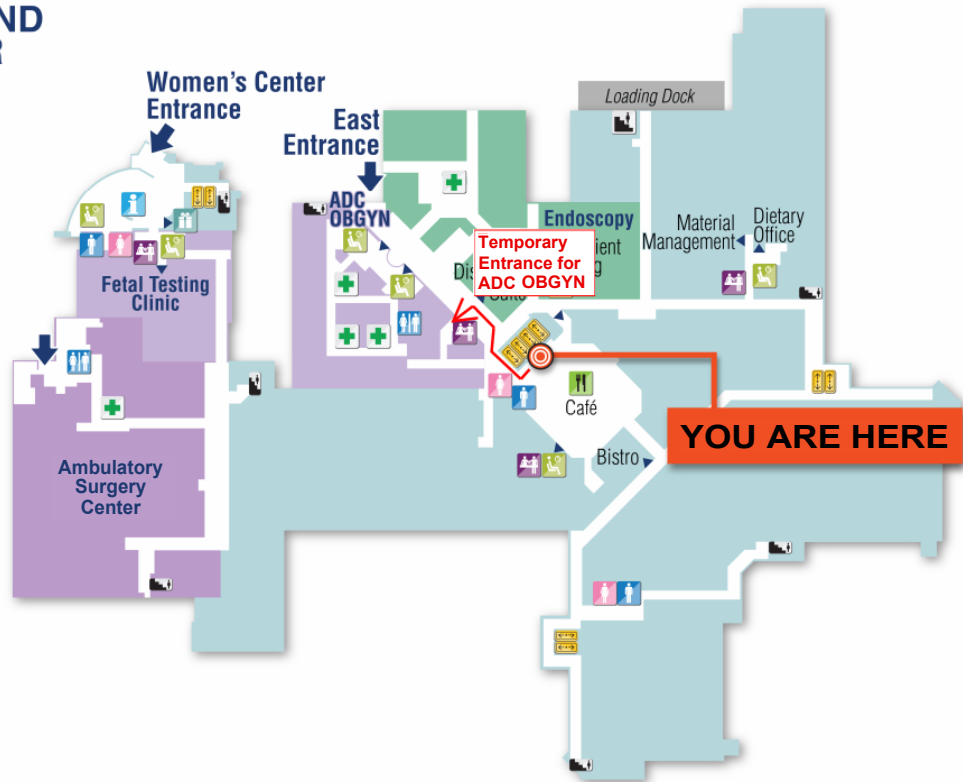 ND
R
Women's Center
Entrance
East
Entrance
Loading Dock
ADC
OBGYN
Endoscopy
Material
Management
Dietary
Office
Temporary
Entrance for
ADC OBGYN
Fetal Testing
Clinic
Café
YOU ARE HERE
Bistro
Ambulatory
Surgery
Center